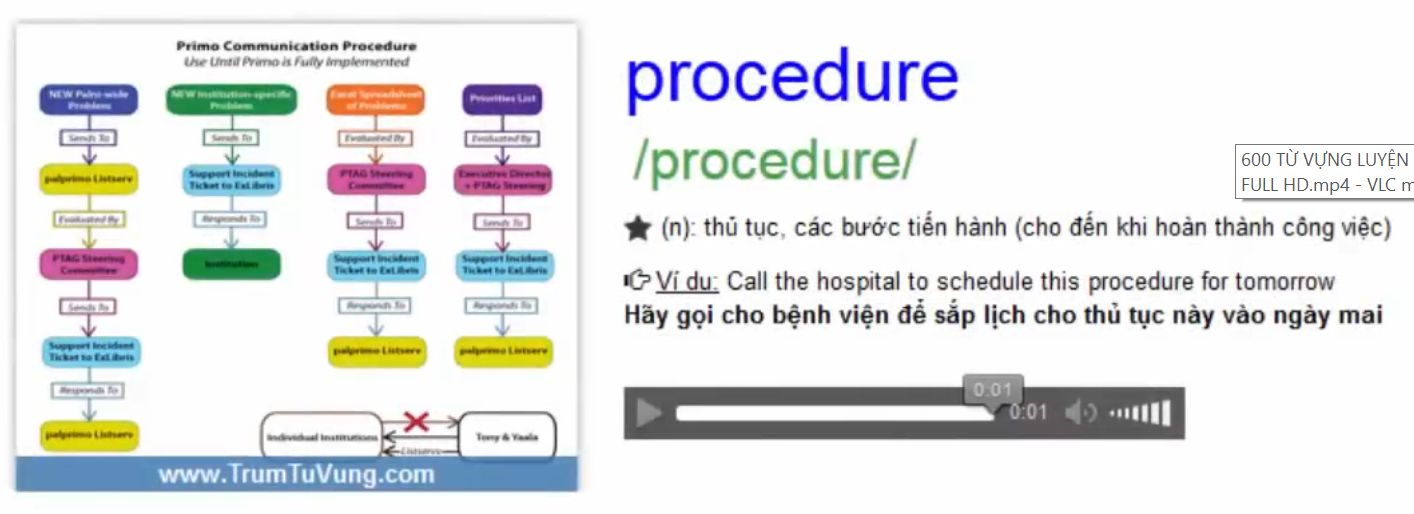 Primo Communication Procedure
Use Until Primo is Fully Implemented
NEW Palni-wide
Problem
Sends To
palprimo Listserv
Evaluated By
PTAG Steering
Committee
Sends To
Support Incident
Ticket to ExLibris
Responds To
palprimo Listserv
NEW Institution-specific
Problem
Sends To
Support Incident
Ticket to ExLibris
Responds To
Institution
Excel Spreadsheet
of Problems
Evaluated By
PTAG Steering
Committee
Sends To
Support Incident
Ticket to ExLibris
Responds To
palprimo Listserv
Priorities List
Evaluated By
Executive Director
+ PTAG Steering
Sends To
Support Incident
Ticket to ExLibris
Responds To
palprimo Listserv
Individual Institutions
Listservs
Tony & Yaala
www.TrumTuVung.com
procedure
/procedure/
★ (n): thủ tục, các bước tiến hành (cho đến khi hoàn thành công việc)
Ví dụ: Call the hospital to schedule this procedure for tomorrow
Hãy gọi cho bệnh viện để sắp lịch cho thủ tục này vào ngày mai
0:01
0:01
600 TỪ VỰNG LUYỆN
FULL HD.mp4 - VLC m